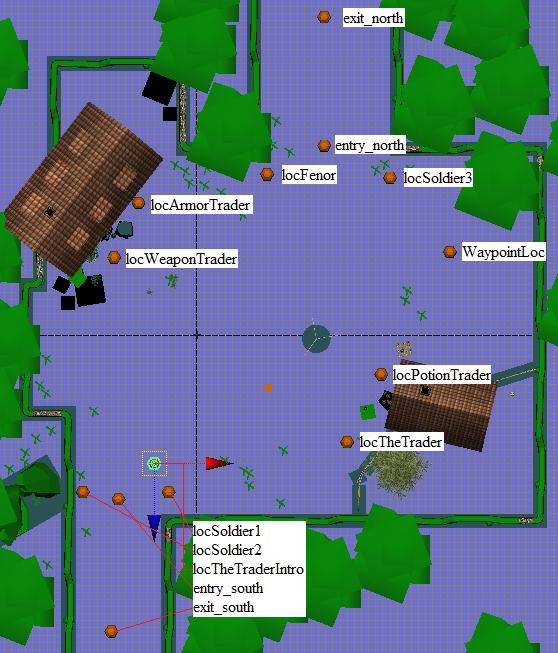 exit_north
entry_north
locFenor
locSoldier3
locArmorTrader
WaypointLoc
locWeaponTrader
locPotionTrader
locTheTrader
locSoldier1
locSoldier2
locTheTraderIntro
entry_south
exit_south